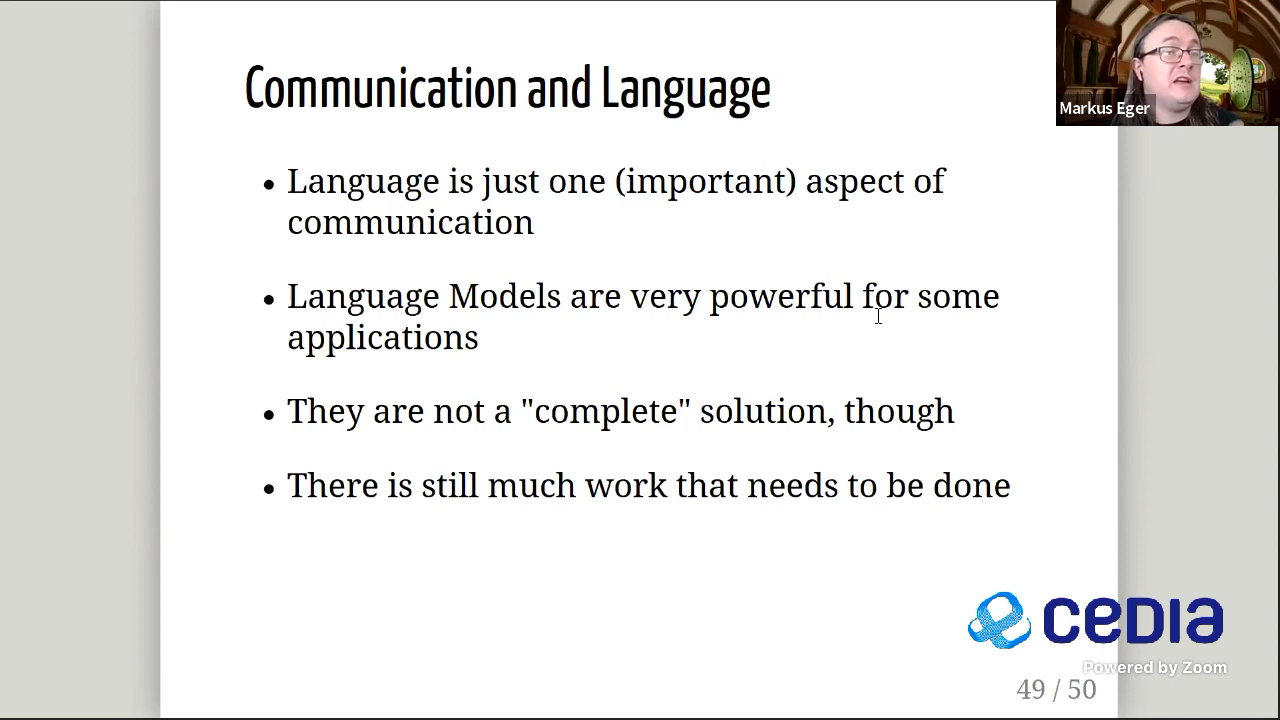 Communication and Language
Markus Eger
Language is just one (important) aspect of
communication
Language Models are very powerful for some
applications
They are not a "complete" solution, though
There is still much work that needs to be done
CEDIA
Powered by Zoom
49 / 50